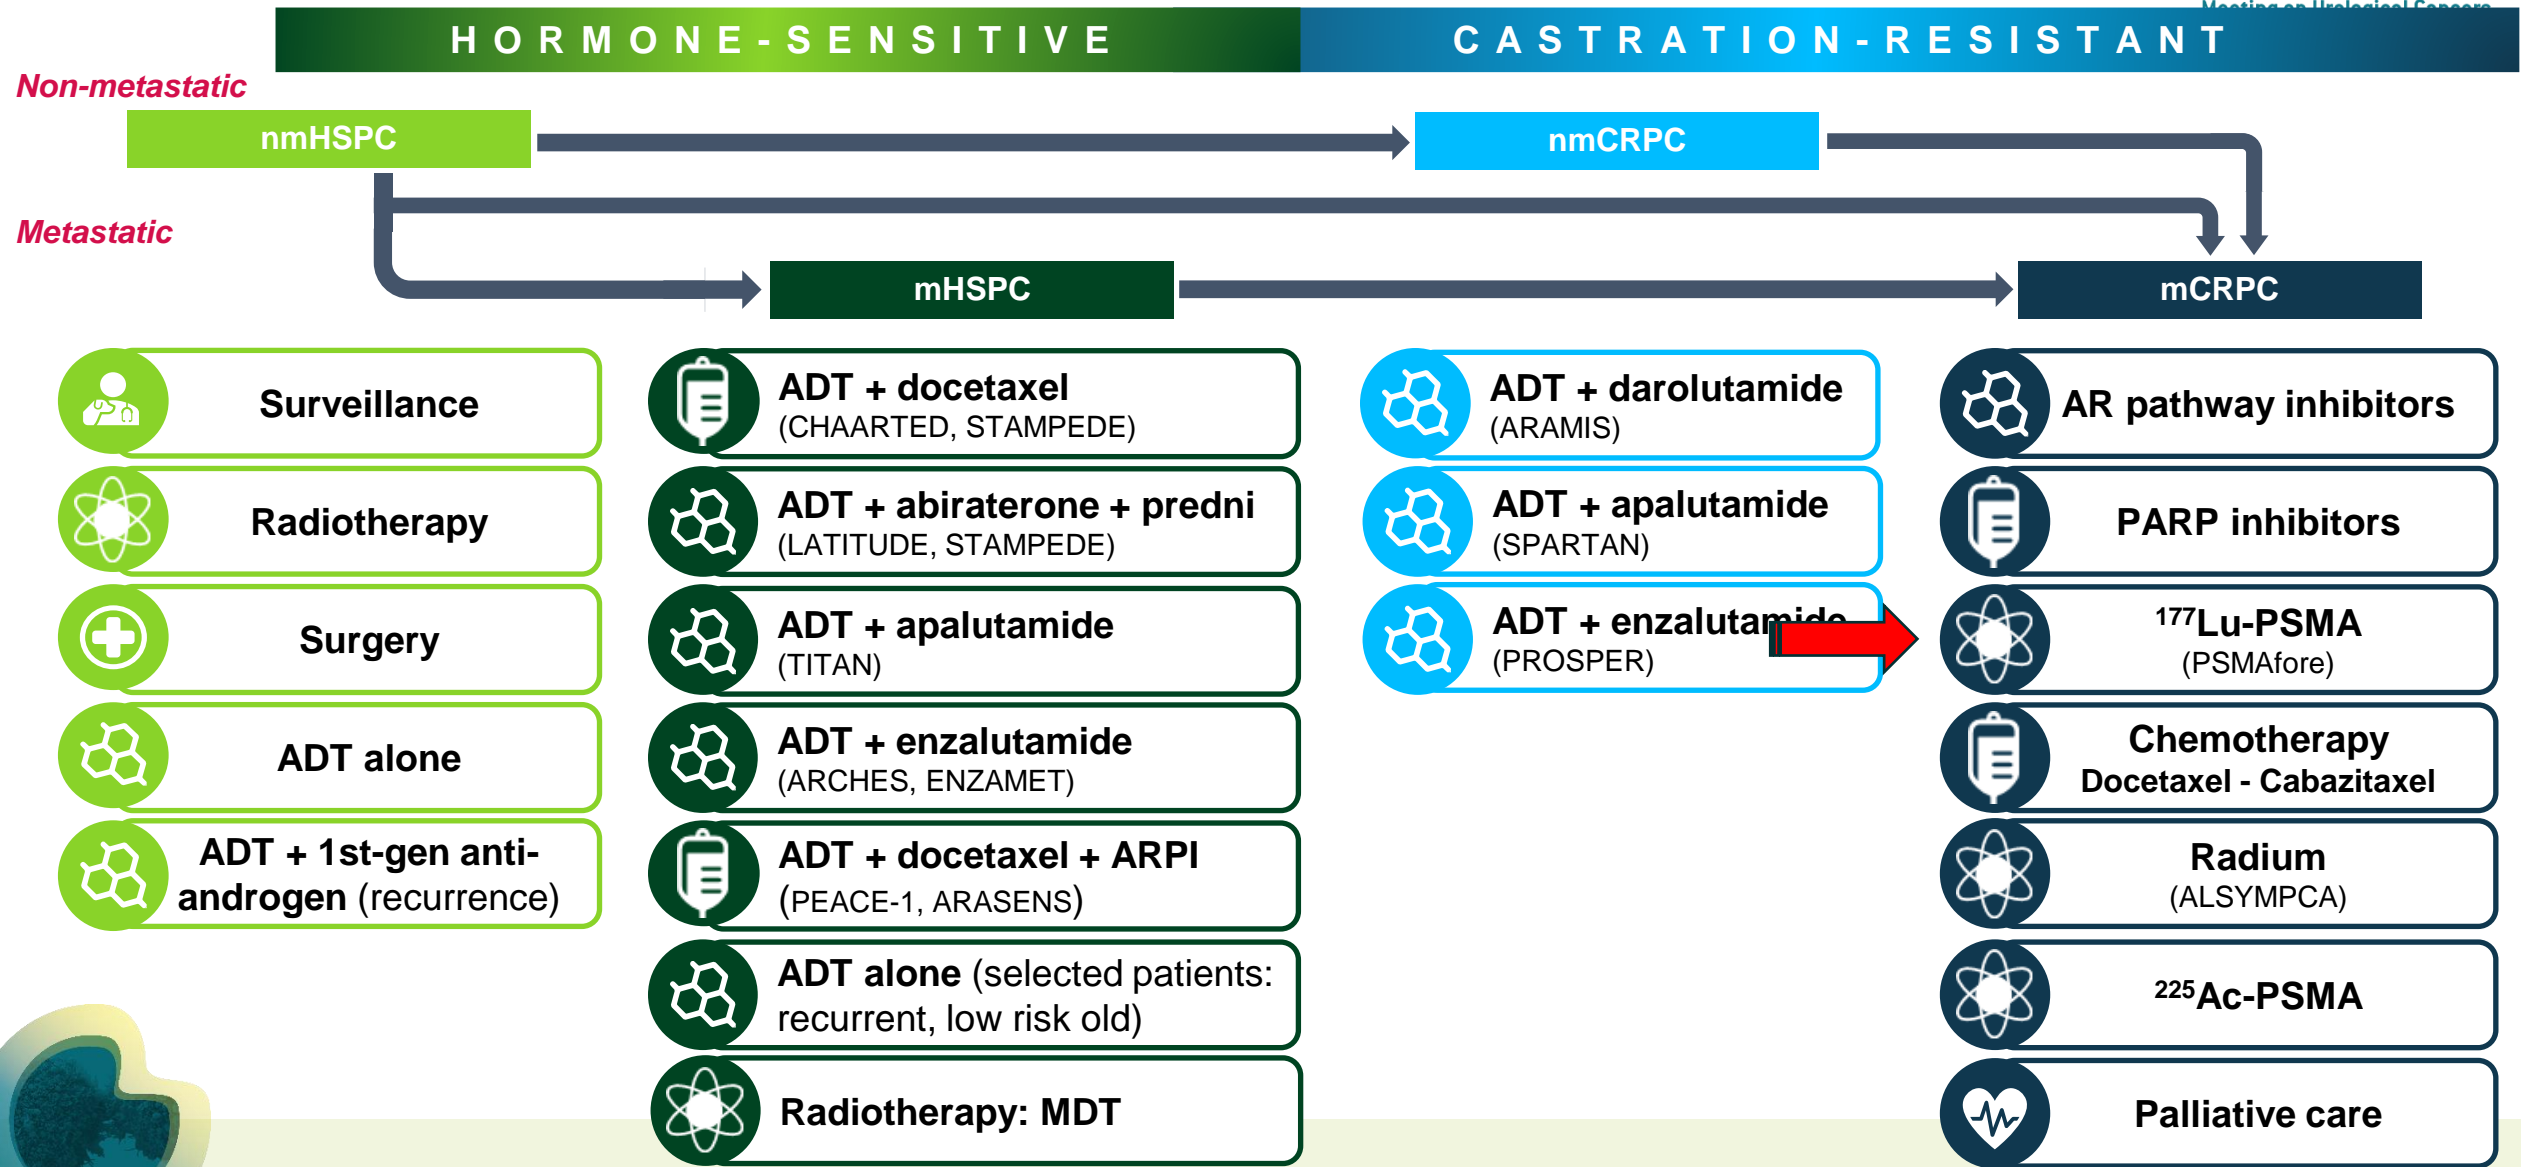 Meeting on Urological Cancers
HORMONE-SENSITIVE
CASTRATION-RESISTANT
Non-metastatic
nmHSPC
nmCRPC
Metastatic
mHSPC
mCRPC
Surveillance
Radiotherapy
Surgery
ADT alone
ADT + 1st-gen anti-
androgen (recurrence)
ADT + docetaxel
(CHAARTED, STAMPEDE)
ADT + abiraterone + predni
(LATITUDE, STAMPEDE)
ADT + apalutamide
(TITAN)
ADT + enzalutamide
(ARCHES, ENZAMET)
ADT + docetaxel + ARPI
(PEACE-1, ARASENS)
ADT alone (selected patients:
recurrent, low risk old)
Radiotherapy: MDT
ADT + darolutamide
(ARAMIS)
ADT + apalutamide
(SPARTAN)
ADT + enzalutamide
(PROSPER)
AR pathway inhibitors
PARP inhibitors
¹⁷⁷Lu-PSMA
(PSMAfore)
Chemotherapy
Docetaxel - Cabazitaxel
Radium
(ALSYMPCA)
²²⁵Ac-PSMA
Palliative care